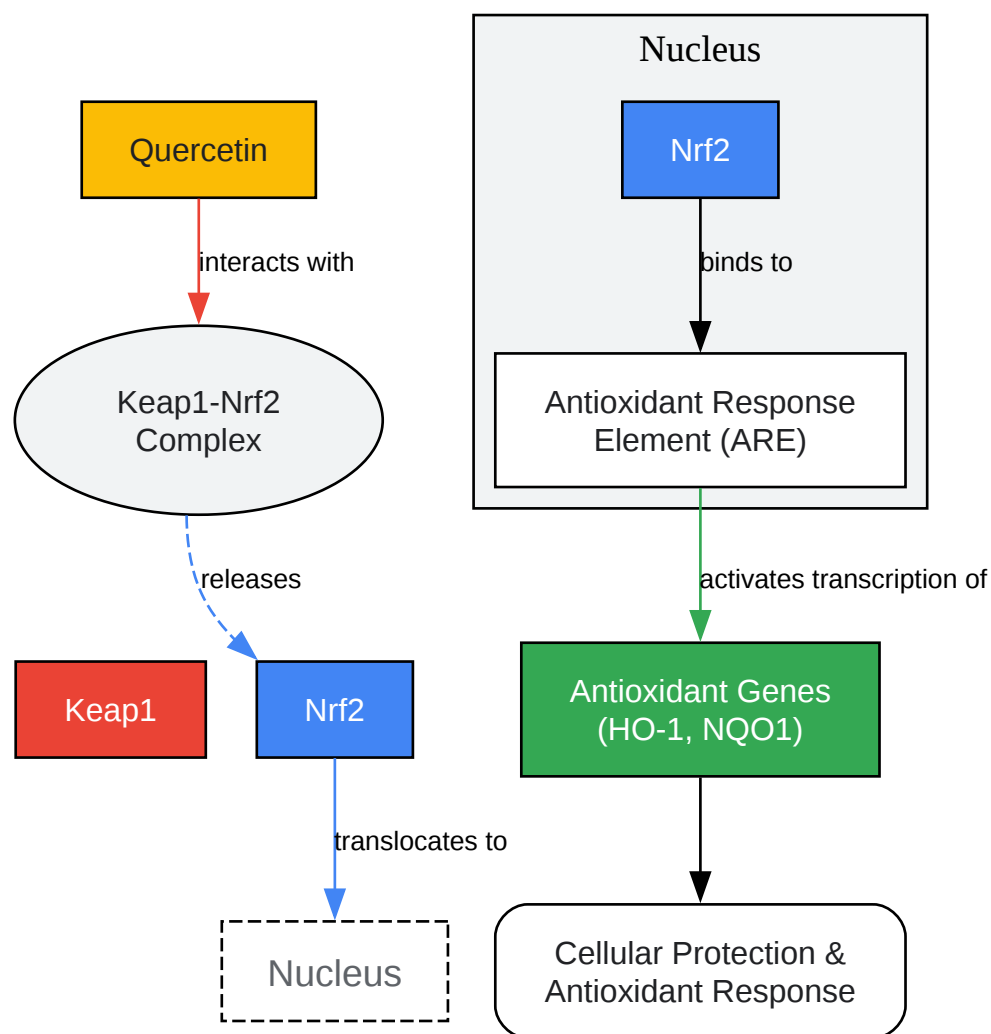 Quercetin
interacts with
Keap1-Nrf2
Complex
releases
Keap1
Nrf2
translocates to
Nucleus
Nucleus
Nrf2
binds to
Antioxidant Response
Element (ARE)
activates transcription of
Antioxidant Genes
(HO-1, NQO1)
Cellular Protection &
Antioxidant Response